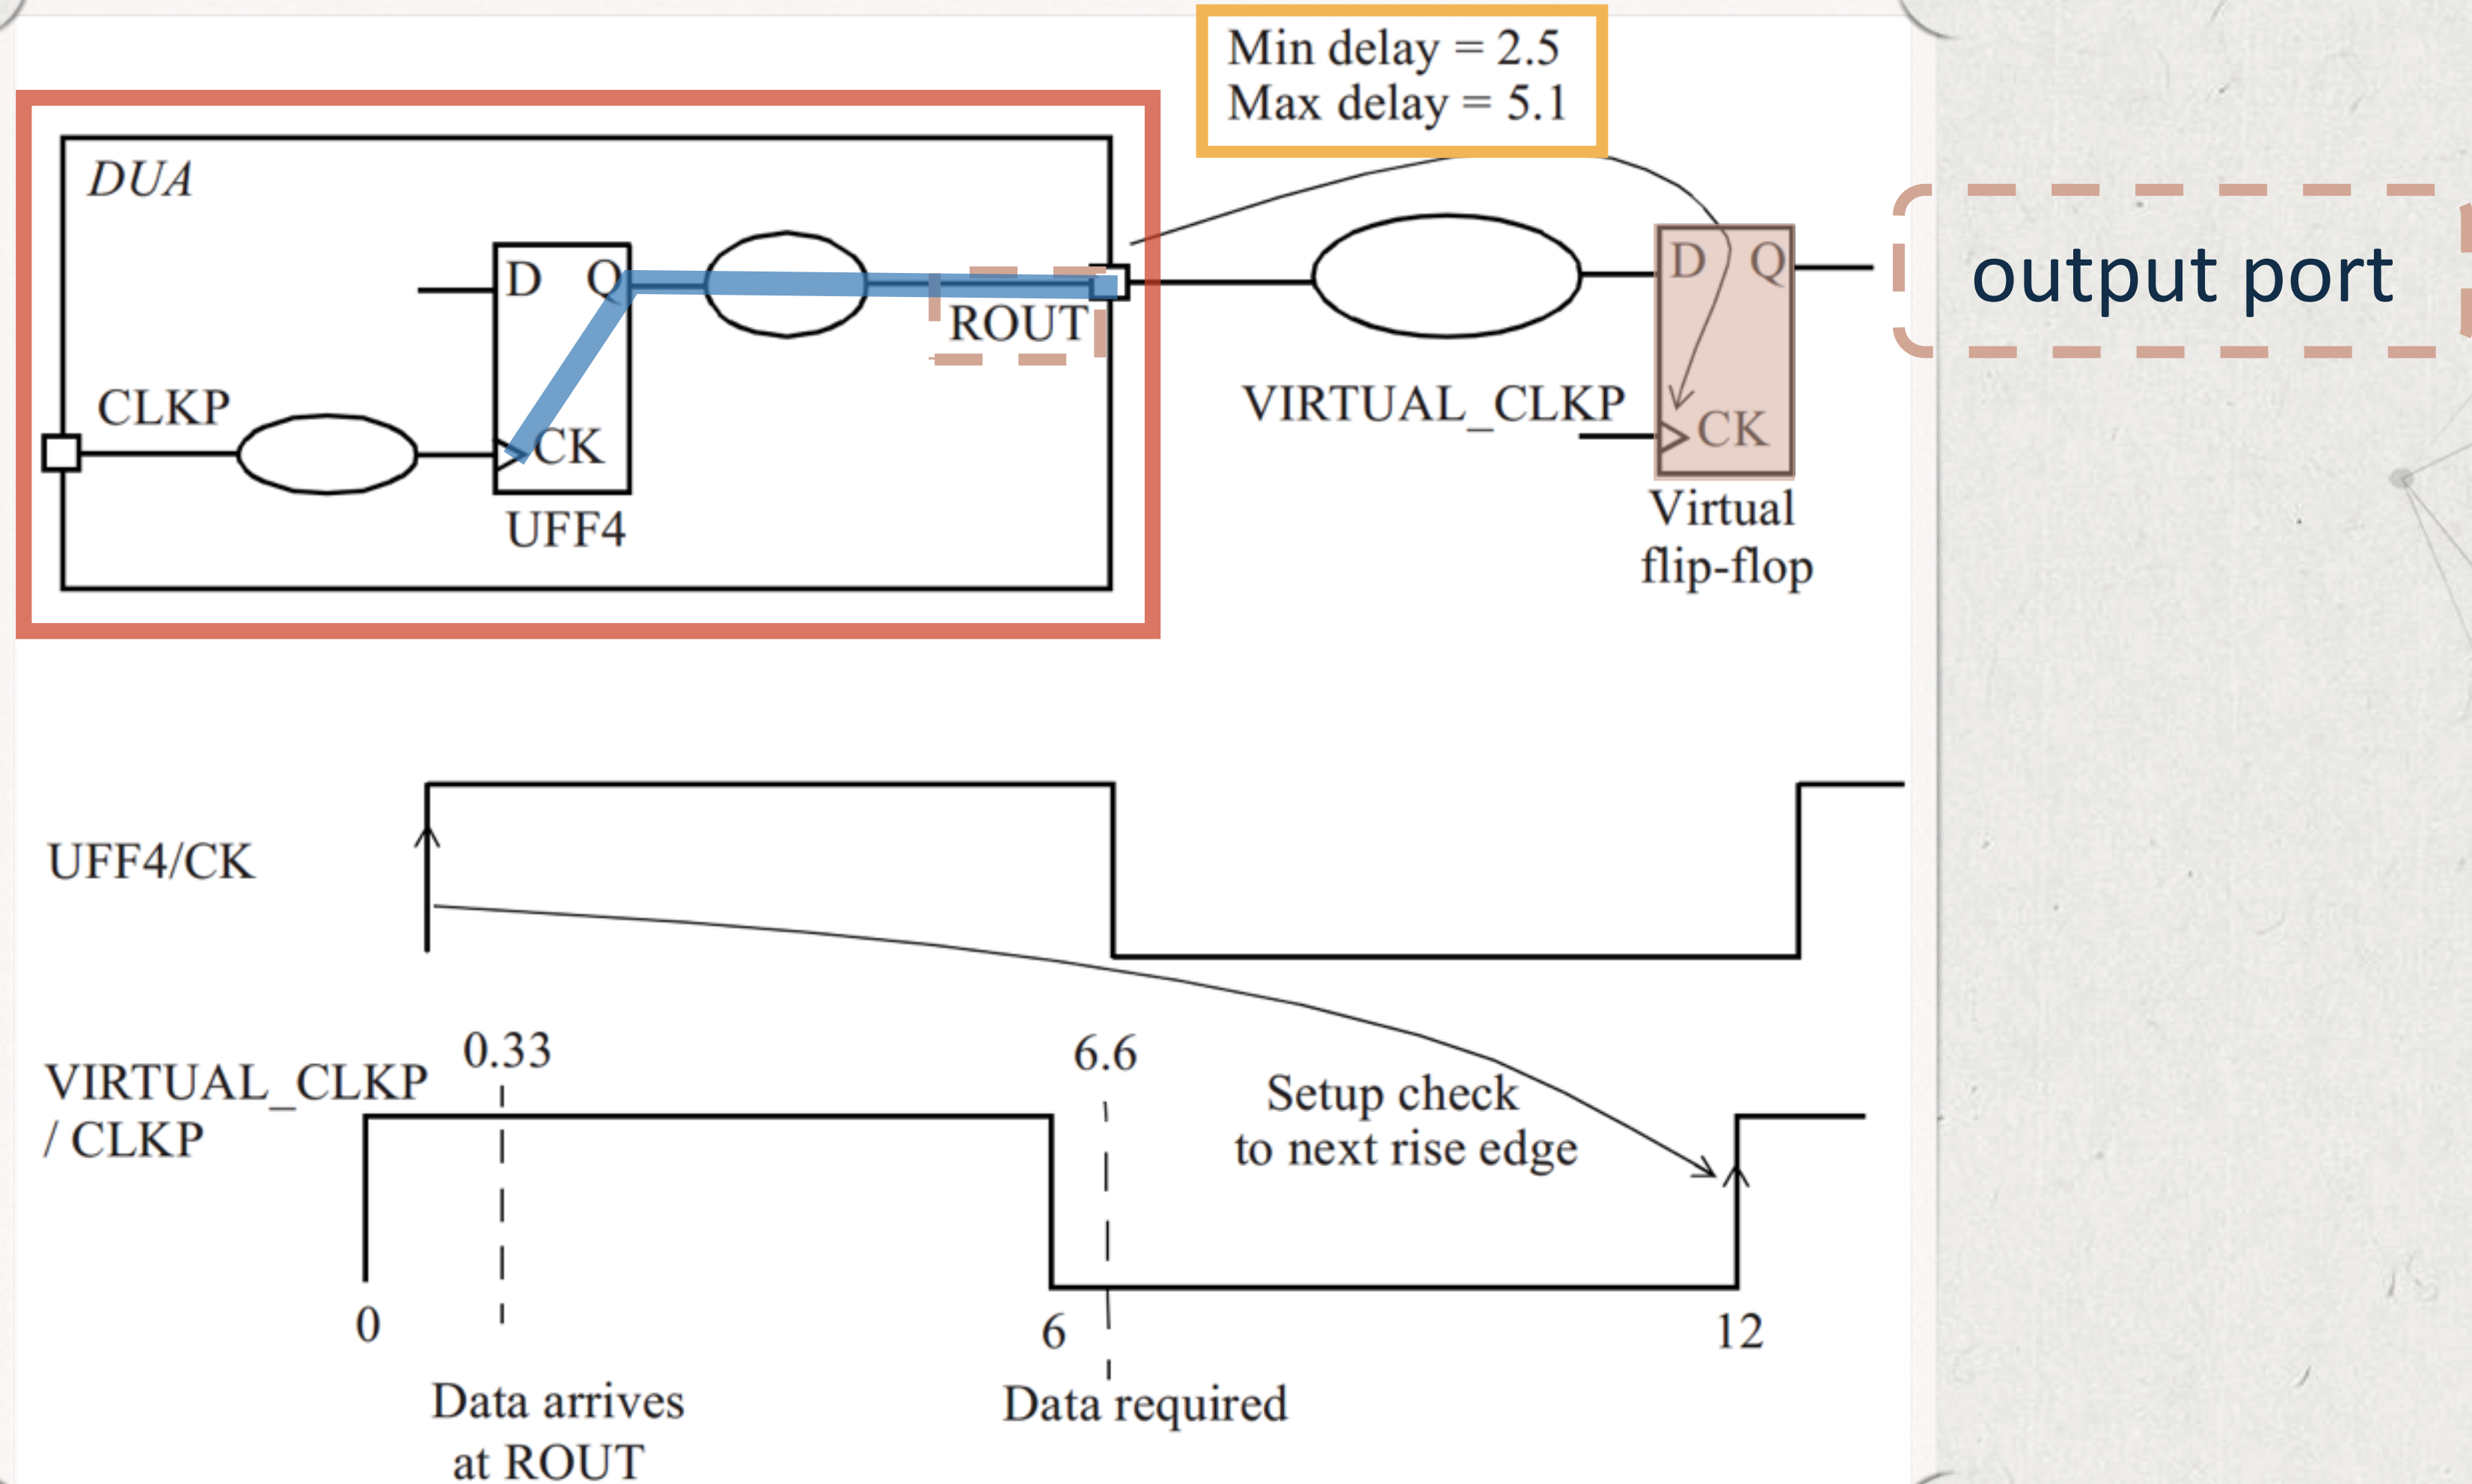 Min delay = 2.5
Max delay = 5.1
DUA
D Q
D Q
output port
ROUT
CLKP
VIRTUAL_CLKP
CK
CK
UFF4
Virtual
flip-flop
UFF4/CK
0.33
6.6
VIRTUAL_CLKP
/ CLKP
Setup check
to next rise edge
0
6
12
Data arrives
at ROUT
Data required